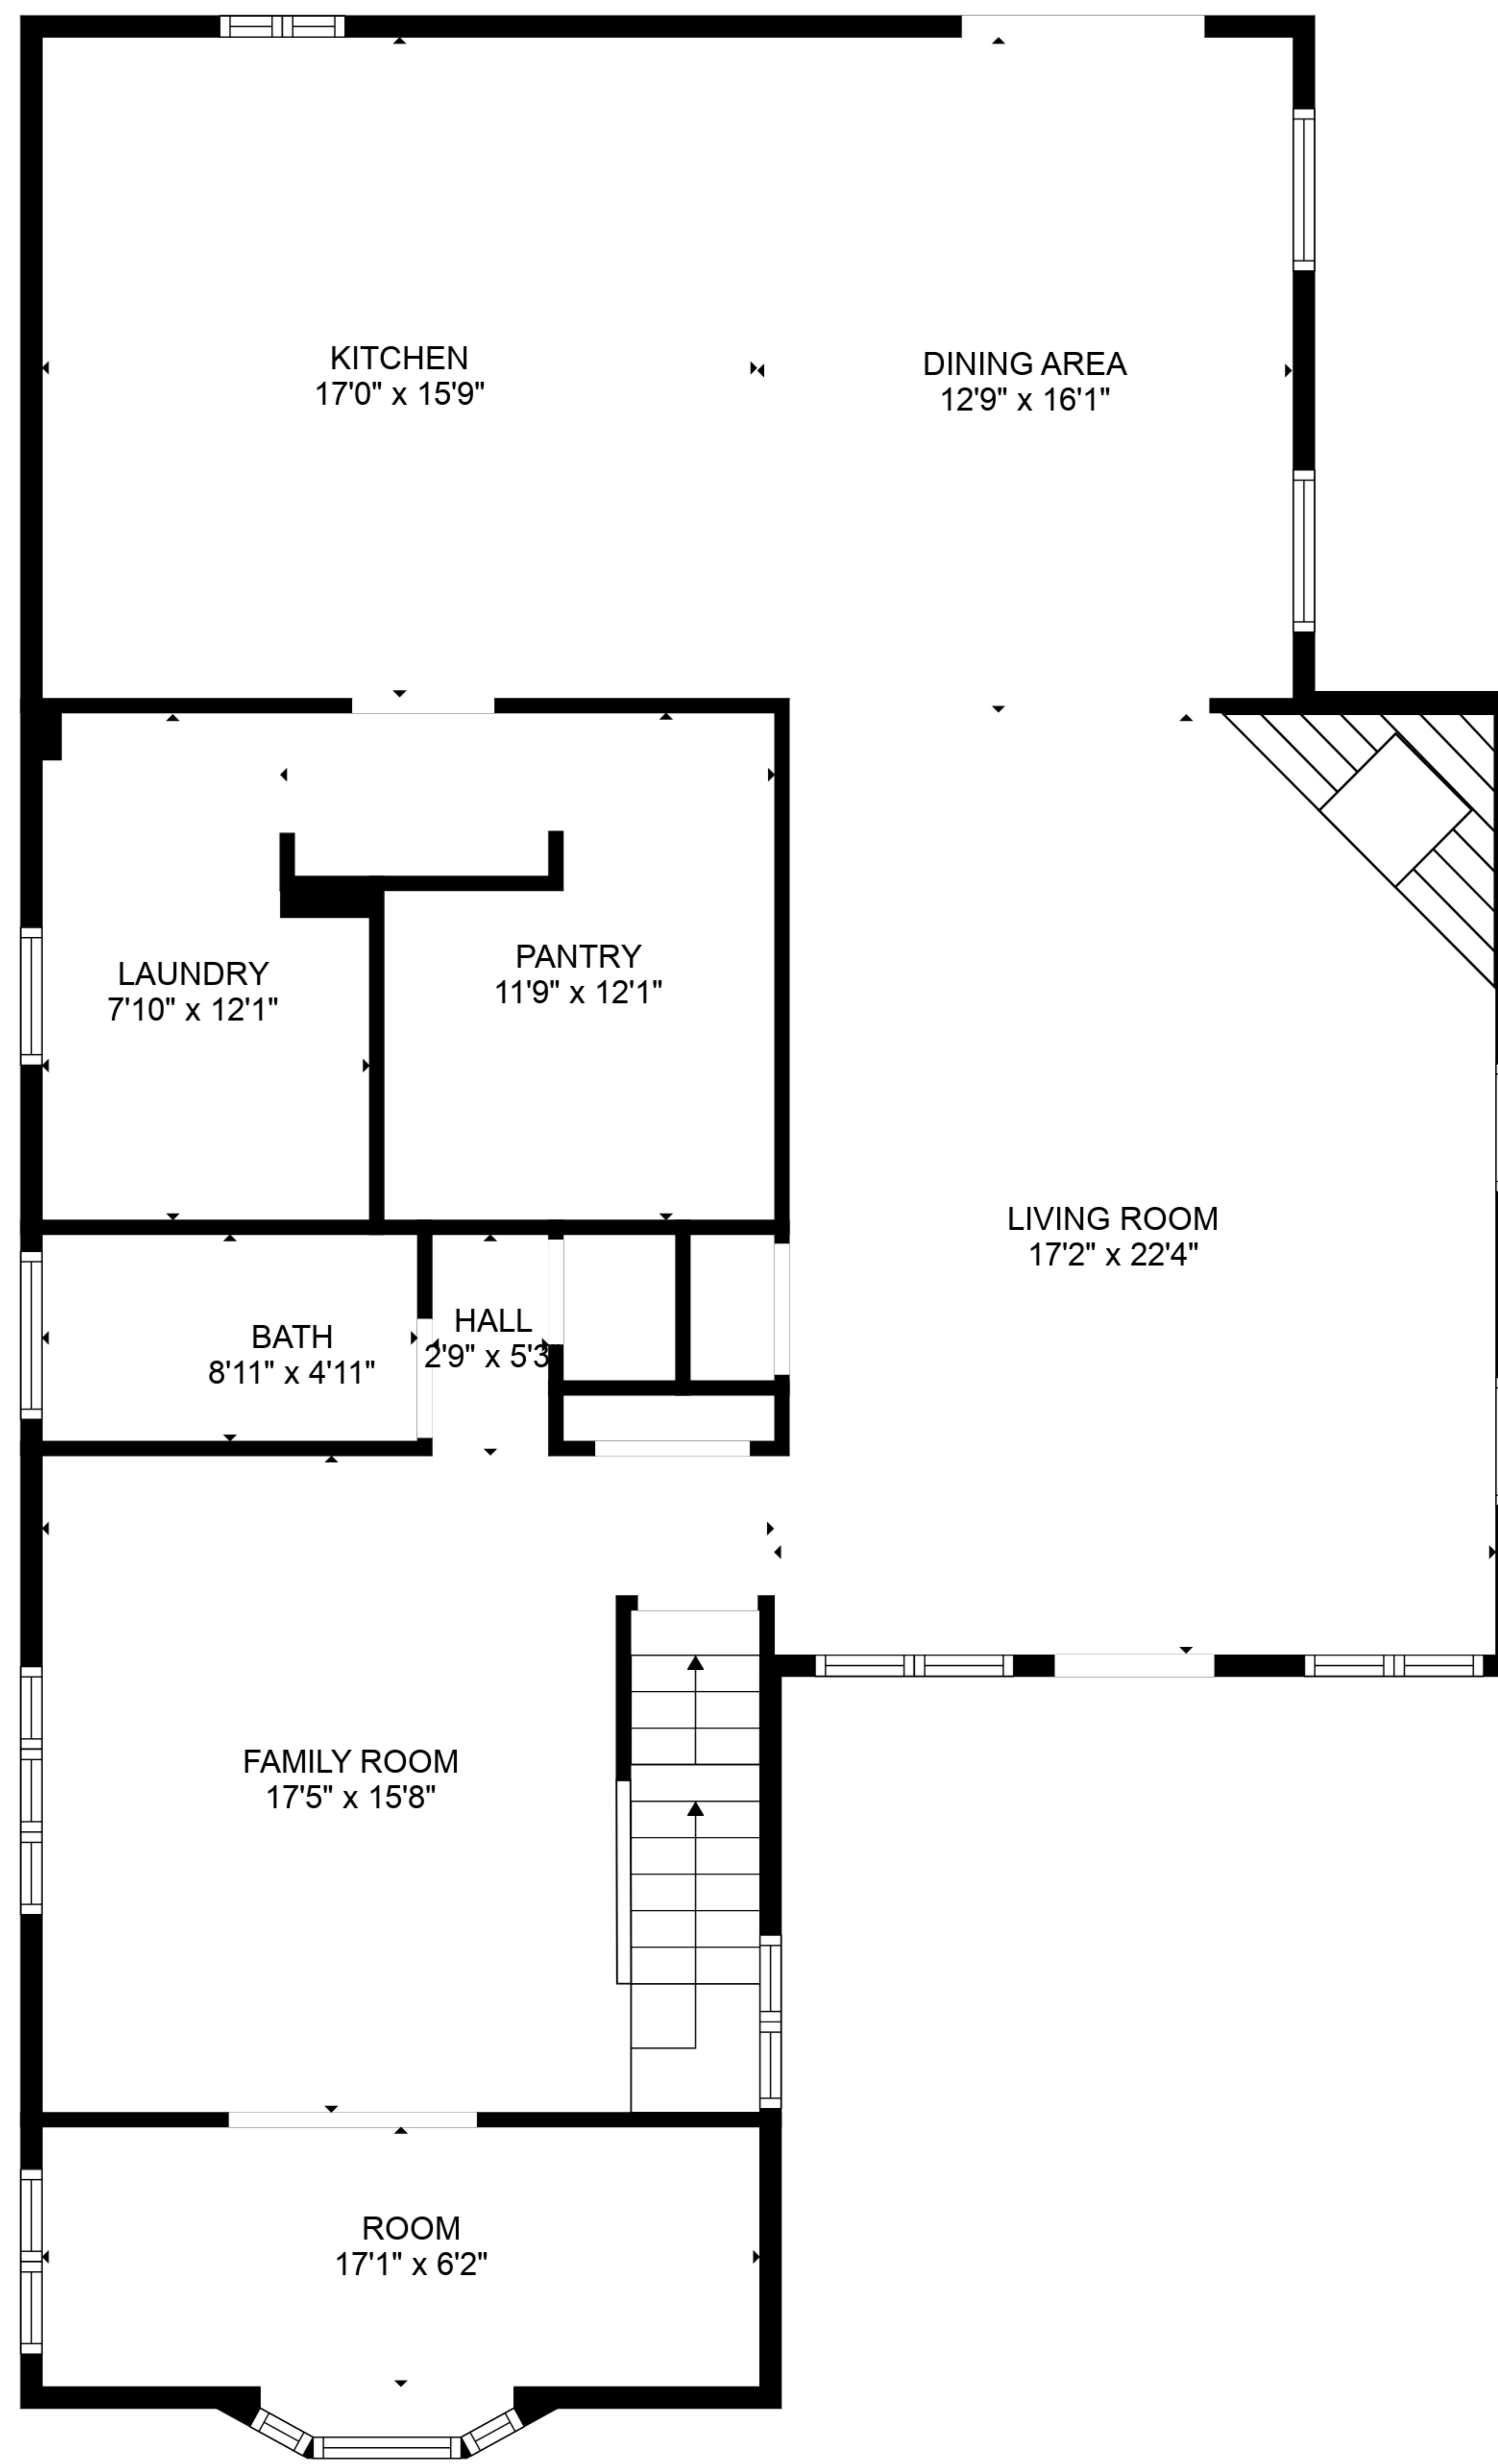 KITCHEN
17'0" x 15'9"
DINING AREA
12'9" x 16'1"
PANTRY
11'9" x 12'1"
LAUNDRY
7'10" x 12'1"
LIVING ROOM
17'2" x 22'4"
HALL
2'9" x 5'3
BATH
8'11" x 4'11"
FAMILY ROOM
17'5" x 15'8"
ROOM
17'1" x 6'2"